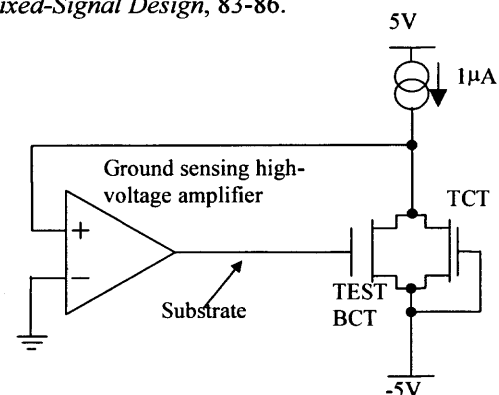 ixed-Signal Design, 83-86.
5V
1μA
Ground sensing high-
voltage amplifier
TCT
+
−
TEST
BCT
Substrate
-5V